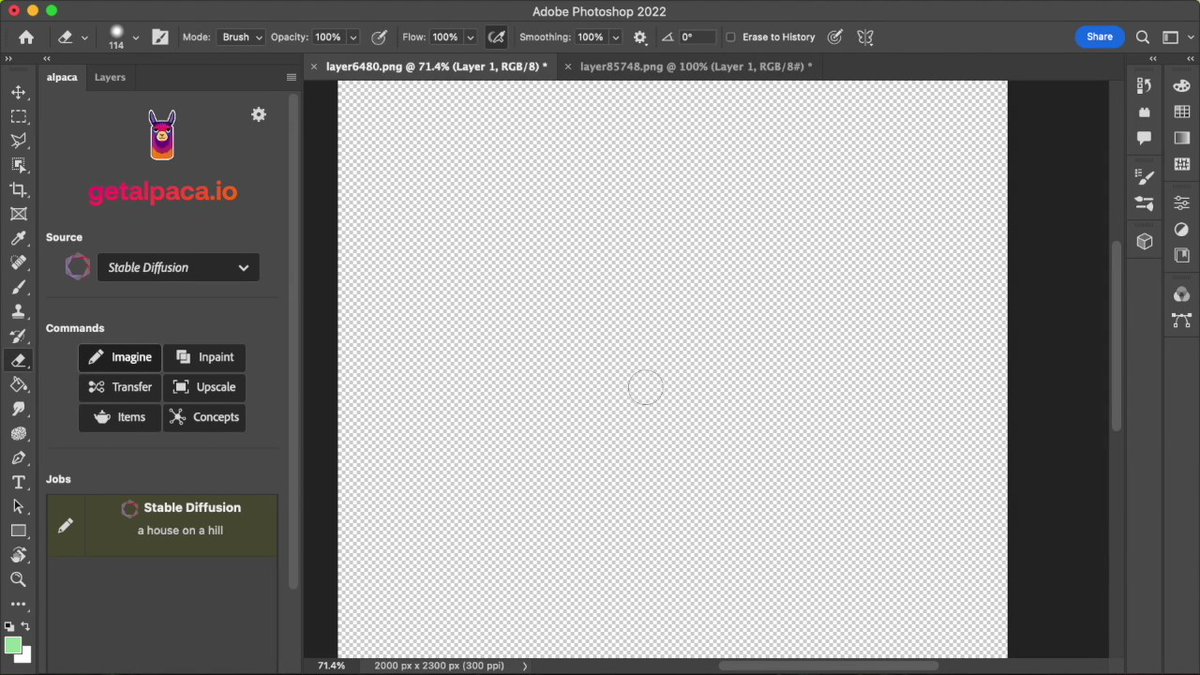 Adobe Photoshop 2022
114 Mode: Brush Opacity: 100% Flow: 100% Smoothing: 100% 0° Erase to History Share
alpaca Layers
× layer6480.png @ 71.4% (Layer 1, RGB/8) * × layer85748.png @ 100% (Layer 1, RGB/8#) *
getalpaca.io
Source
Stable Diffusion
Commands
Imagine Inpaint
Transfer Upscale
Items Concepts
Jobs
Stable Diffusion
a house on a hill
71.4% 2000 px x 2300 px (300 ppi)